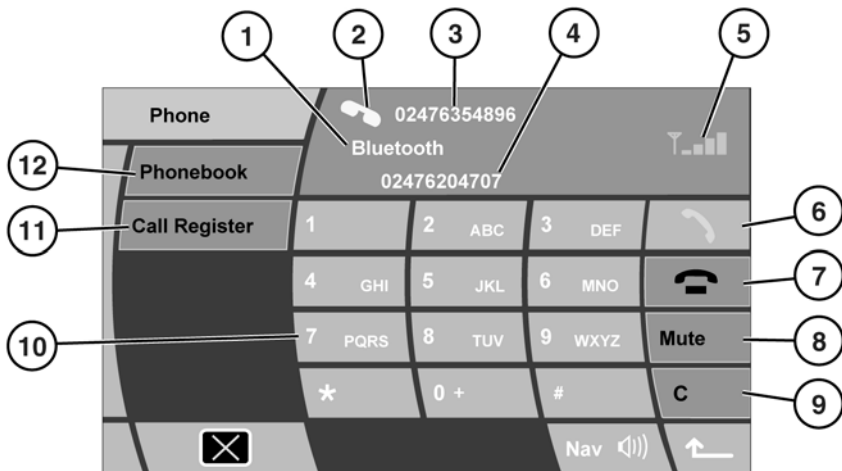 1 2 3 4 5
Phone
02476354896
Bluetooth
02476204707
12 Phonebook
11 Call Register
1 2 ABC 3 DEF 6
4 GHI 5 JKL 6 MNO 7
10 7 PQRS 8 TUV 9 WXYZ Mute 8
* 0 + # C 9
Nav